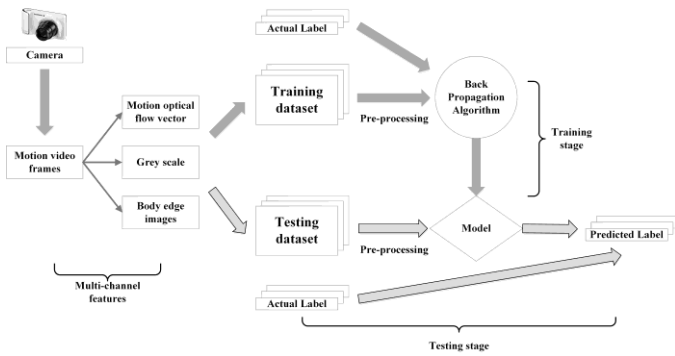 Actual Label
Camera
Training
dataset
Back
Propagation
Algorithm
Motion optical
flow vector
Pre-processing
Training
stage
Motion video
frames
Grey scale
Body edge
images
Testing
dataset
Model
Pre-processing
Predicted Label
Multi-channel
features
Actual Label
Testing stage